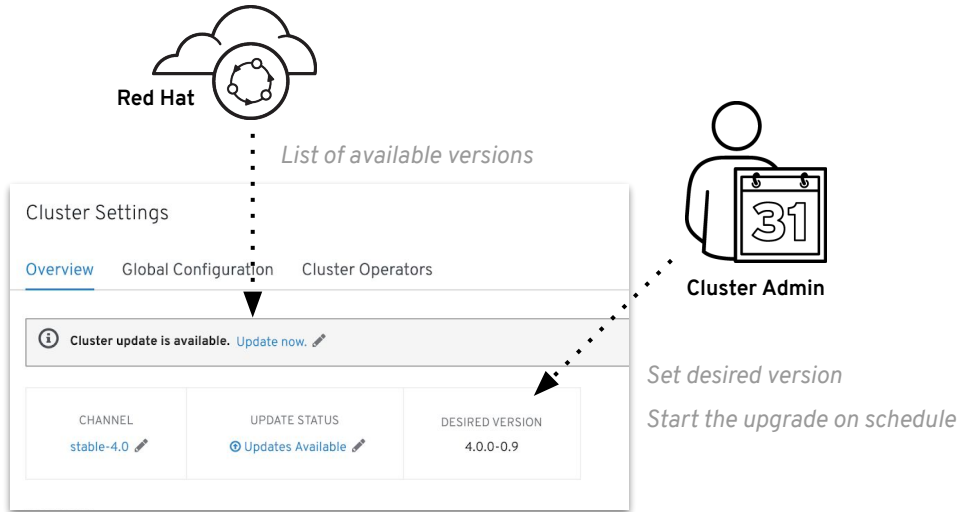 Red Hat
List of available versions
Cluster Settings
Overview Global Configuration Cluster Operators
31
Cluster Admin
Cluster update is available. Update now.
Set desired version
Start the upgrade on schedule
CHANNEL UPDATE STATUS DESIRED VERSION
stable-4.0 Updates Available 4.0.0-0.9